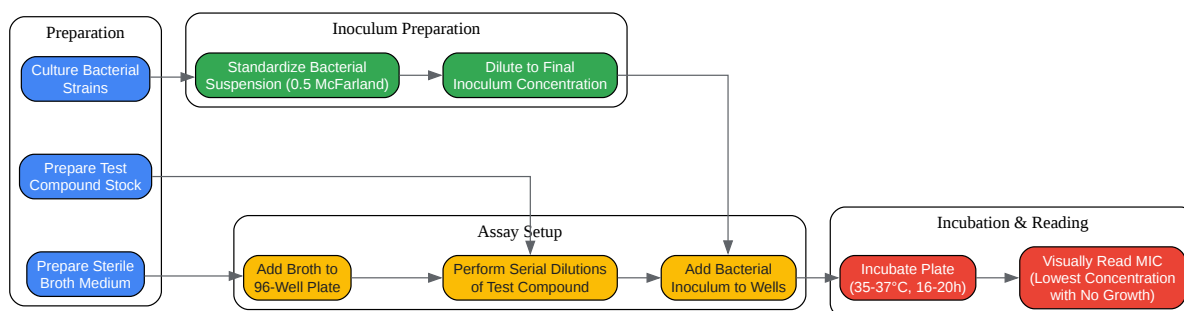 Preparation
Culture Bacterial
Strains
Prepare Test
Compound Stock
Prepare Sterile
Broth Medium
Inoculum Preparation
Standardize Bacterial
Suspension (0.5 McFarland)
Dilute to Final
Inoculum Concentration
Assay Setup
Add Broth to
96-Well Plate
Perform Serial Dilutions
of Test Compound
Add Bacterial
Inoculum to Wells
Incubation & Reading
Incubate Plate
(35-37°C, 16-20h)
Visually Read MIC
(Lowest Concentration
with No Growth)